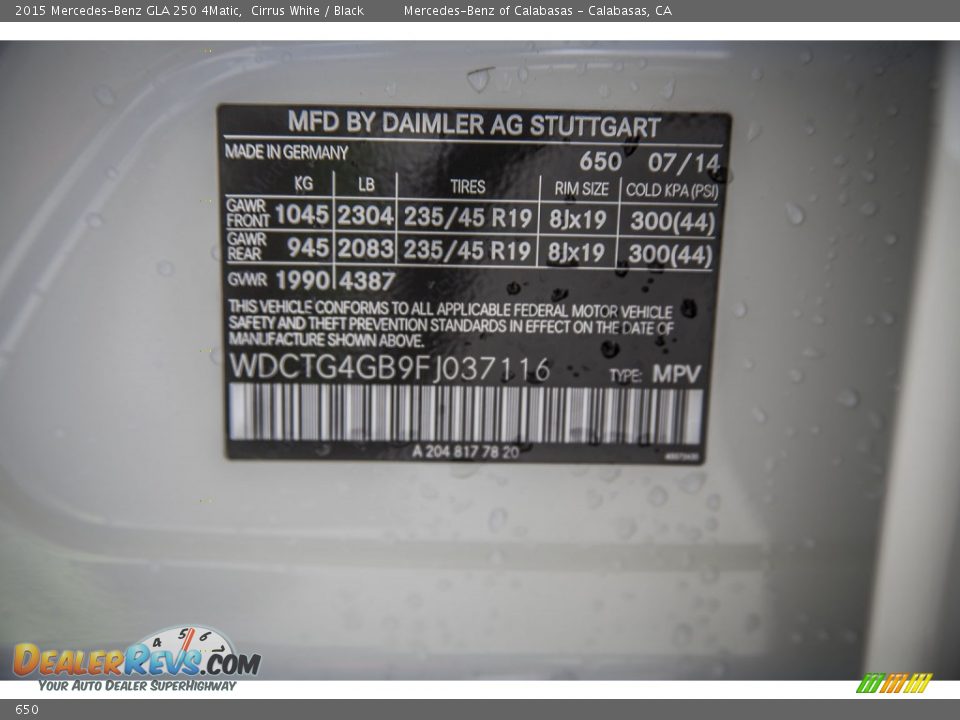 2015 Mercedes-Benz GLA 250 4Matic, Cirrus White / Black Mercedes-Benz of Calabasas - Calabasas, CA
MFD BY DAIMLER AG STUTTGART
MADE IN GERMANY 650 07/14
KG LB TIRES RIM SIZE COLD KPA (PSI)
GAWR FRONT 1045 2304 235/45 R19 8Jx19 300(44)
GAWR REAR 945 2083 235/45 R19 8Jx19 300(44)
GVWR 1990 4387
THIS VEHICLE CONFORMS TO ALL APPLICABLE FEDERAL MOTOR VEHICLE
SAFETY AND THEFT PREVENTION STANDARDS IN EFFECT ON THE DATE OF
MANUFACTURE SHOWN ABOVE.
WDCTG4GB9FJ037116 TYPE: MPV
A 204 817 78 20
4 5 6 7
DEALERREVS.COM
YOUR AUTO DEALER SUPERHIGHWAY
650